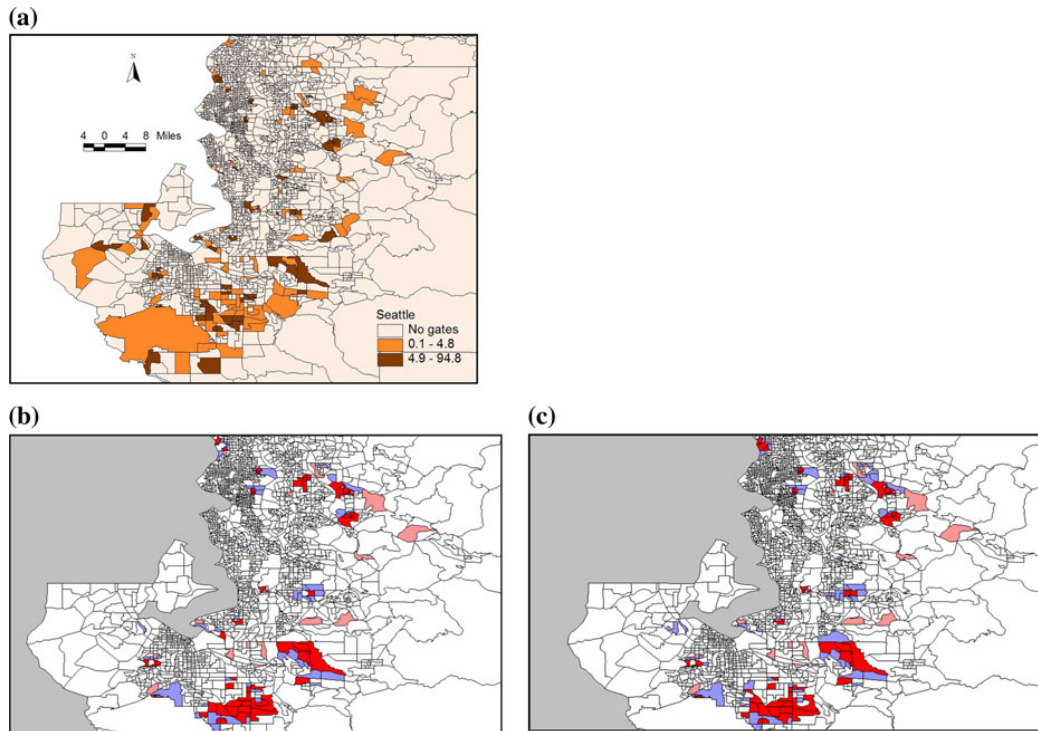 (a)
N
4 0 4 8 Miles
Seattle
No gates
0.1 - 4.8
4.9 - 94.8
(b)
(c)